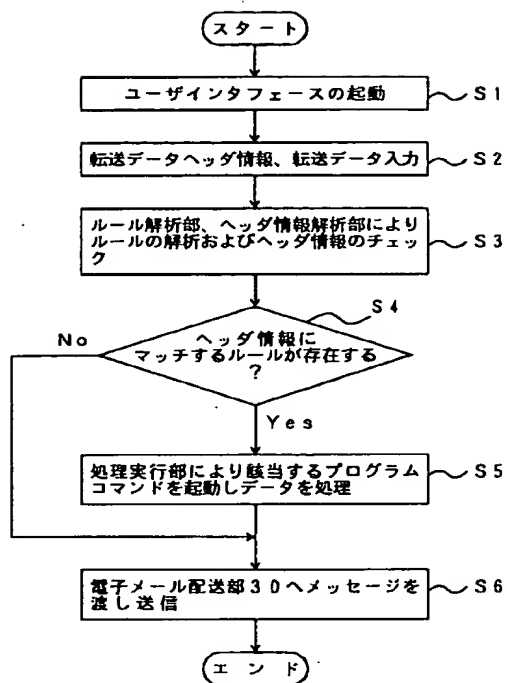 スタート
ユーザインタフェースの起動
S1
転送データヘッダ情報、転送データ入力
S2
ルール解析部、ヘッダ情報解析部により
ルールの解析およびヘッダ情報のチェッ
ク
S3
S4
ヘッダ情報に
マッチするルールが存在する
?
No
Yes
処理実行部により該当するプログラム
コマンドを起動しデータを処理
S5
電子メール配送部30へメッセージを
渡し送信
S6
エンド